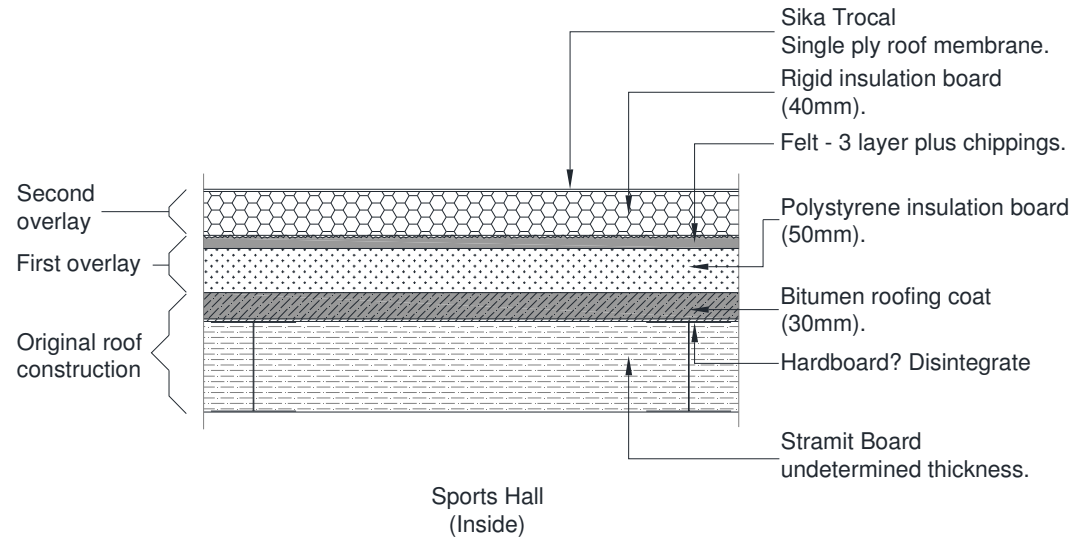 Sika Trocal
Single ply roof membrane.
Rigid insulation board
(40mm).
Felt - 3 layer plus chippings.
Second
overlay
Polystyrene insulation board
(50mm).
First overlay
Bitumen roofing coat
(30mm).
Original roof
construction
Hardboard? Disintegrate
Stramit Board
undetermined thickness.
Sports Hall
(Inside)